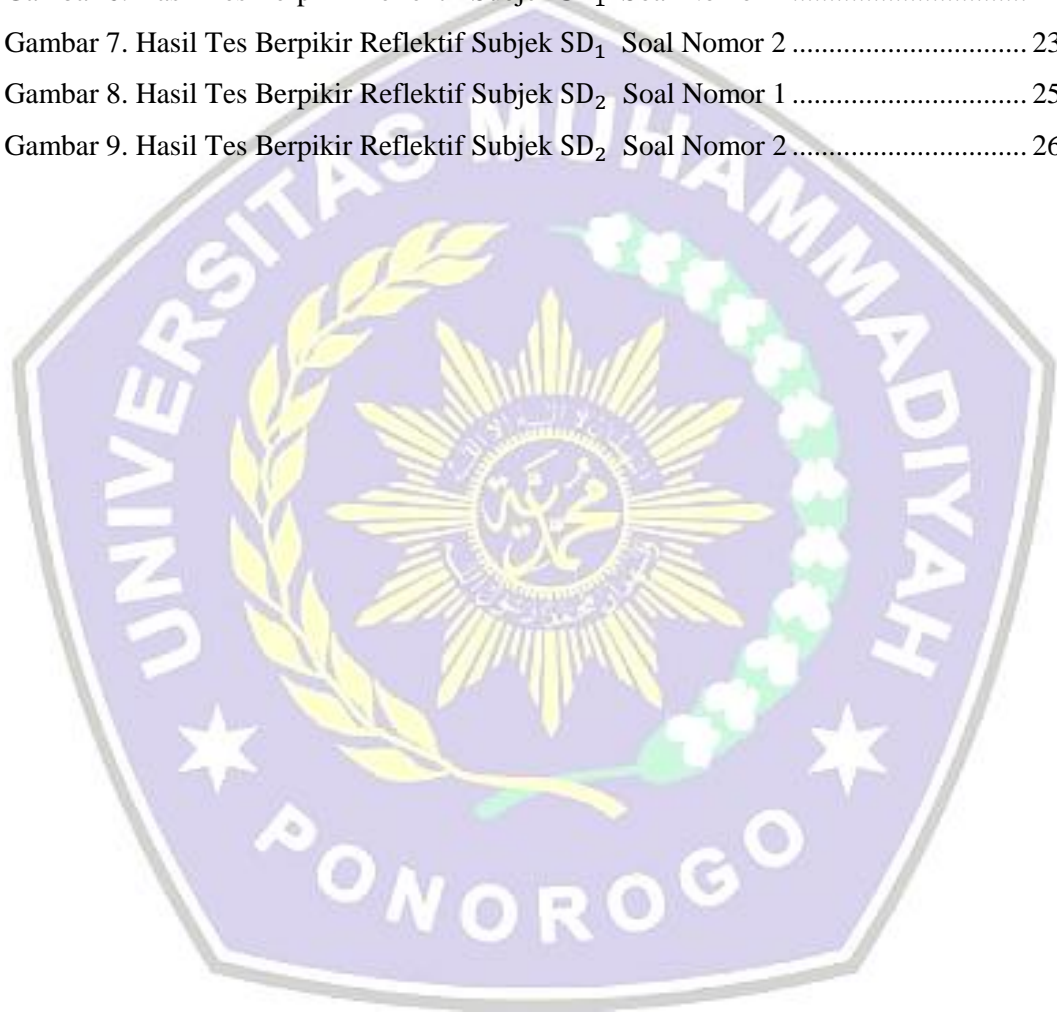 Gambar 7. Hasil Tes Berpikir Reflektif Subjek SD₁ Soal Nomor 2 ............................... 23
Gambar 8. Hasil Tes Berpikir Reflektif Subjek SD₂ Soal Nomor 1 ............................... 25
Gambar 9. Hasil Tes Berpikir Reflektif Subjek SD₂ Soal Nomor 2 ............................... 26
UNIVERSITAS MUHAMMADIYAH
PONOROGO